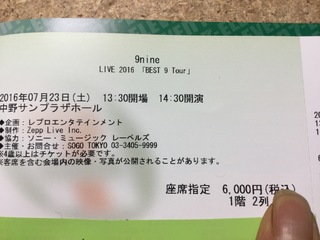 9nine
LIVE 2016 「BEST 9 Tour」
2016年07月23日(土) 13:30開場 14:30開演
中野サンプラザホール
◆企画:レプロエンタテインメント
◆制作:Zepp Live Inc.
◆協力:ソニー・ミュージック レーベルズ
◆主催・お問合せ:SOGO TOKYO 03-3405-9999
※4歳以上はチケットが必要です。
※客席を含む会場内の映像・写真が公開されることがあります。
座席指定 6,000円(税込)
1階 2列